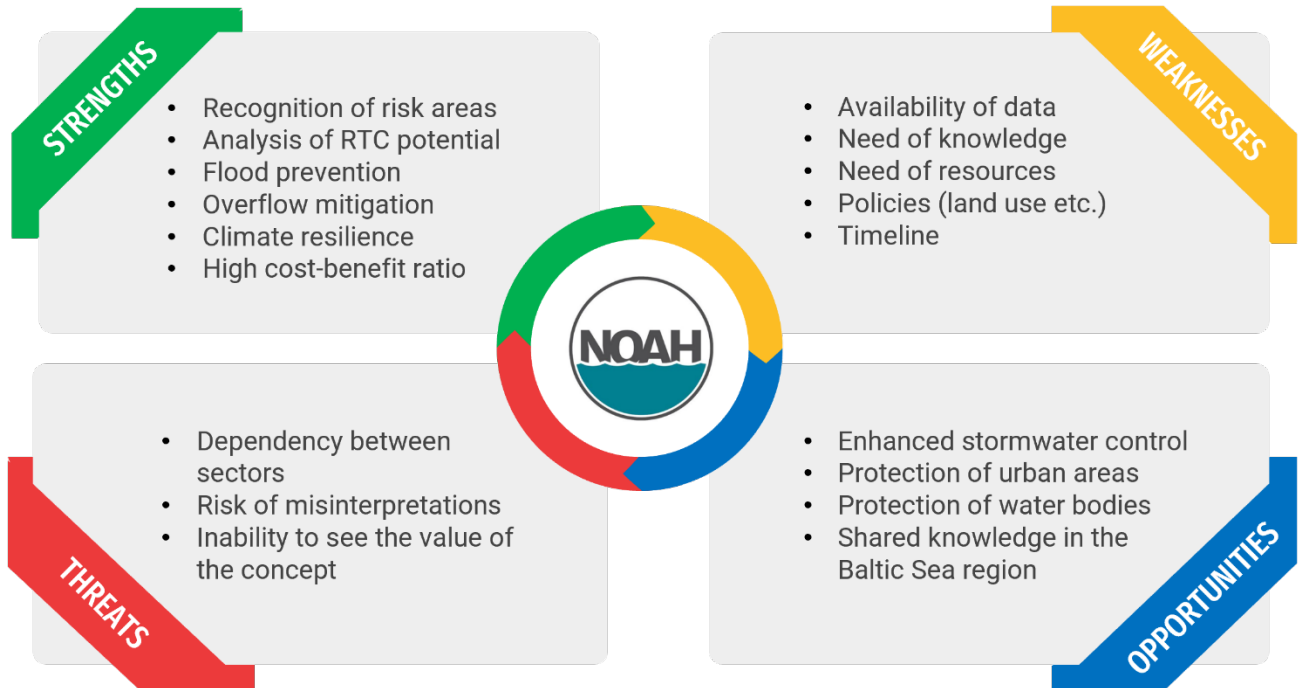 STRENGTHS
• Recognition of risk areas
• Analysis of RTC potential
• Flood prevention
• Overflow mitigation
• Climate resilience
• High cost-benefit ratio
WEAKNESSES
• Availability of data
• Need of knowledge
• Need of resources
• Policies (land use etc.)
• Timeline
NOAH
THREATS
• Dependency between
sectors
• Risk of misinterpretations
• Inability to see the value of
the concept
OPPORTUNITIES
• Enhanced stormwater control
• Protection of urban areas
• Protection of water bodies
• Shared knowledge in the
Baltic Sea region